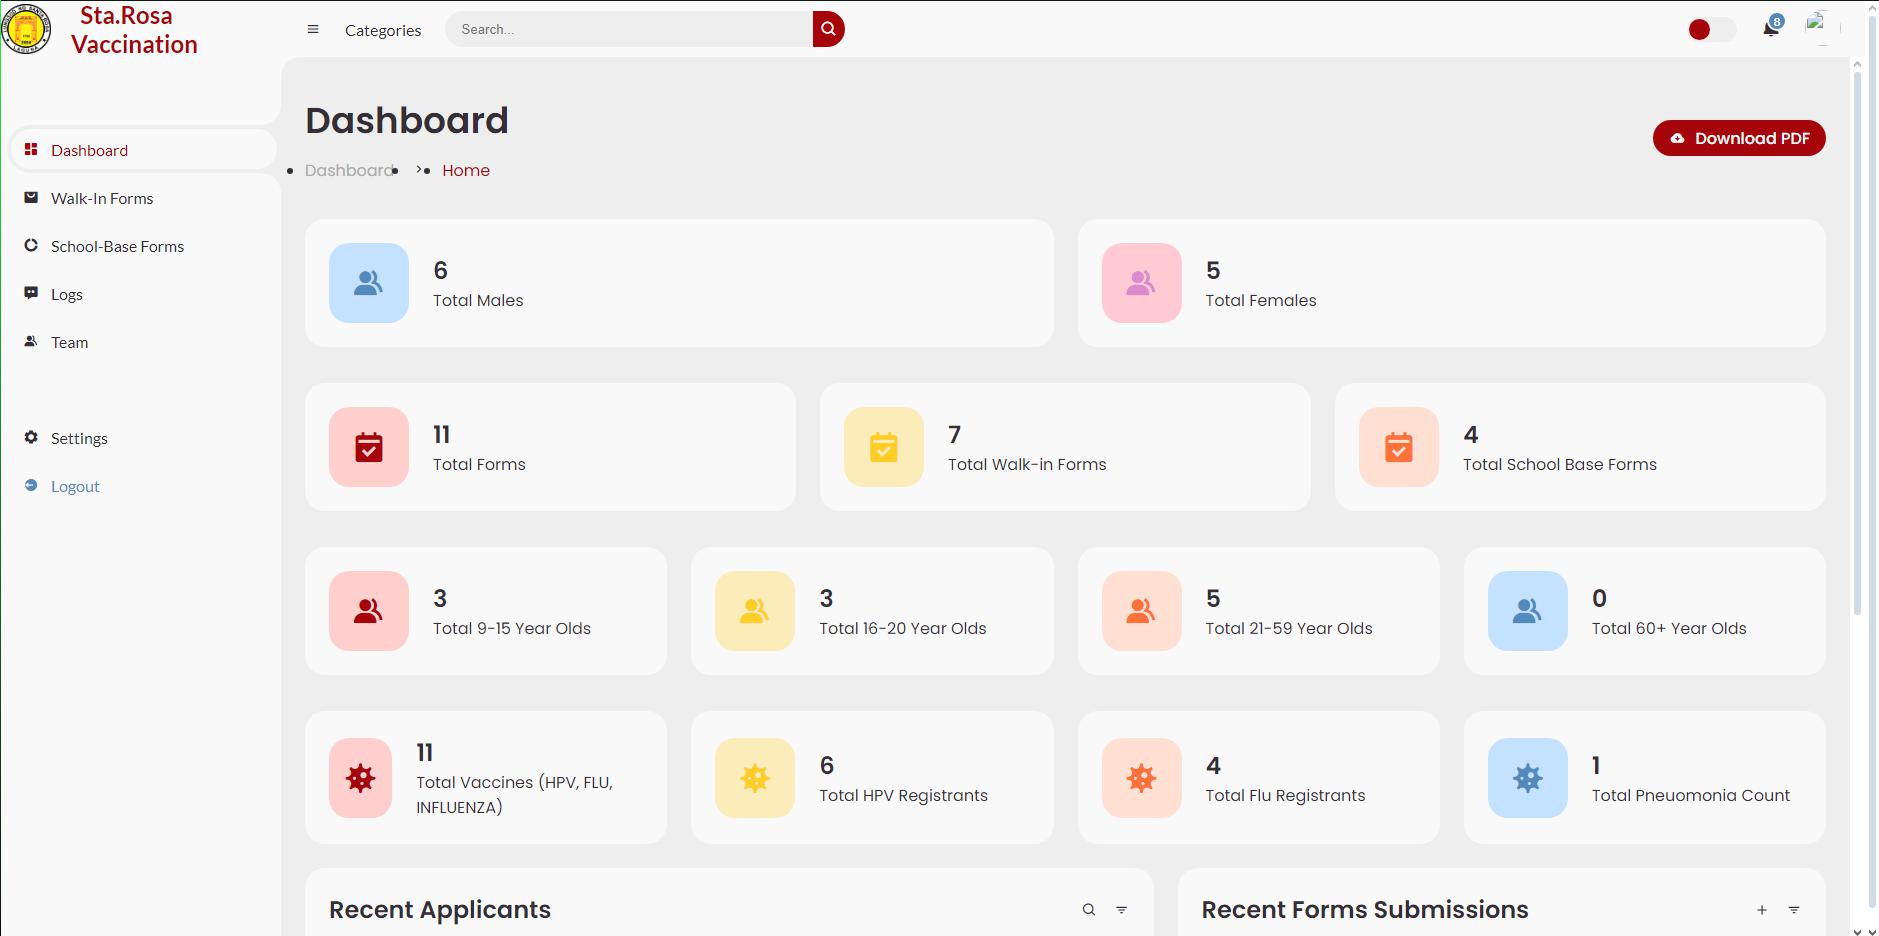 Sta.Rosa
Vaccination
Categories
Search...
8
Dashboard
Walk-In Forms
School-Base Forms
Logs
Team
Settings
Logout
Dashboard
Dashboard > Home
Download PDF
6
Total Males
5
Total Females
11
Total Forms
7
Total Walk-in Forms
4
Total School Base Forms
3
Total 9-15 Year Olds
3
Total 16-20 Year Olds
5
Total 21-59 Year Olds
0
Total 60+ Year Olds
11
Total Vaccines (HPV, FLU,
INFLUENZA)
6
Total HPV Registrants
4
Total Flu Registrants
1
Total Pneuomonia Count
Recent Applicants
Recent Forms Submissions